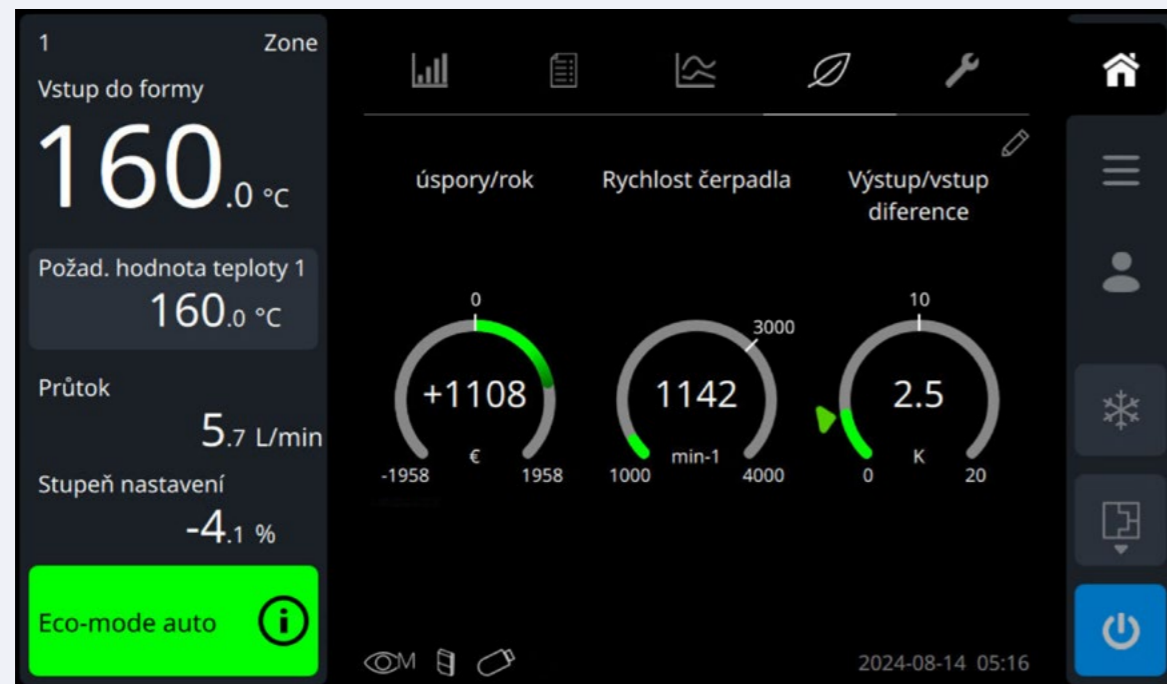 1 Zone
Vstup do formy
160.0 °C
Požad. hodnota teploty 1
160.0 °C
Průtok
5.7 L/min
Stupeň nastavení
-4.1 %
Eco-mode auto
úspory/rok
0
+1108
€
-1958 1958
Rychlost čerpadla
3000
1142
min-1
1000 4000
Výstup/vstup
diference
10
2.5
K
0 20
M
2024-08-14 05:16